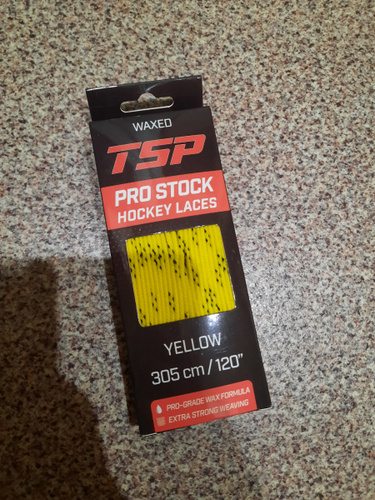 WAXED
TSP
PRO STOCK
HOCKEY LACES
YELLOW
305 cm / 120"
PRO-GRADE WAX FORMULA
EXTRA STRONG WEAVING